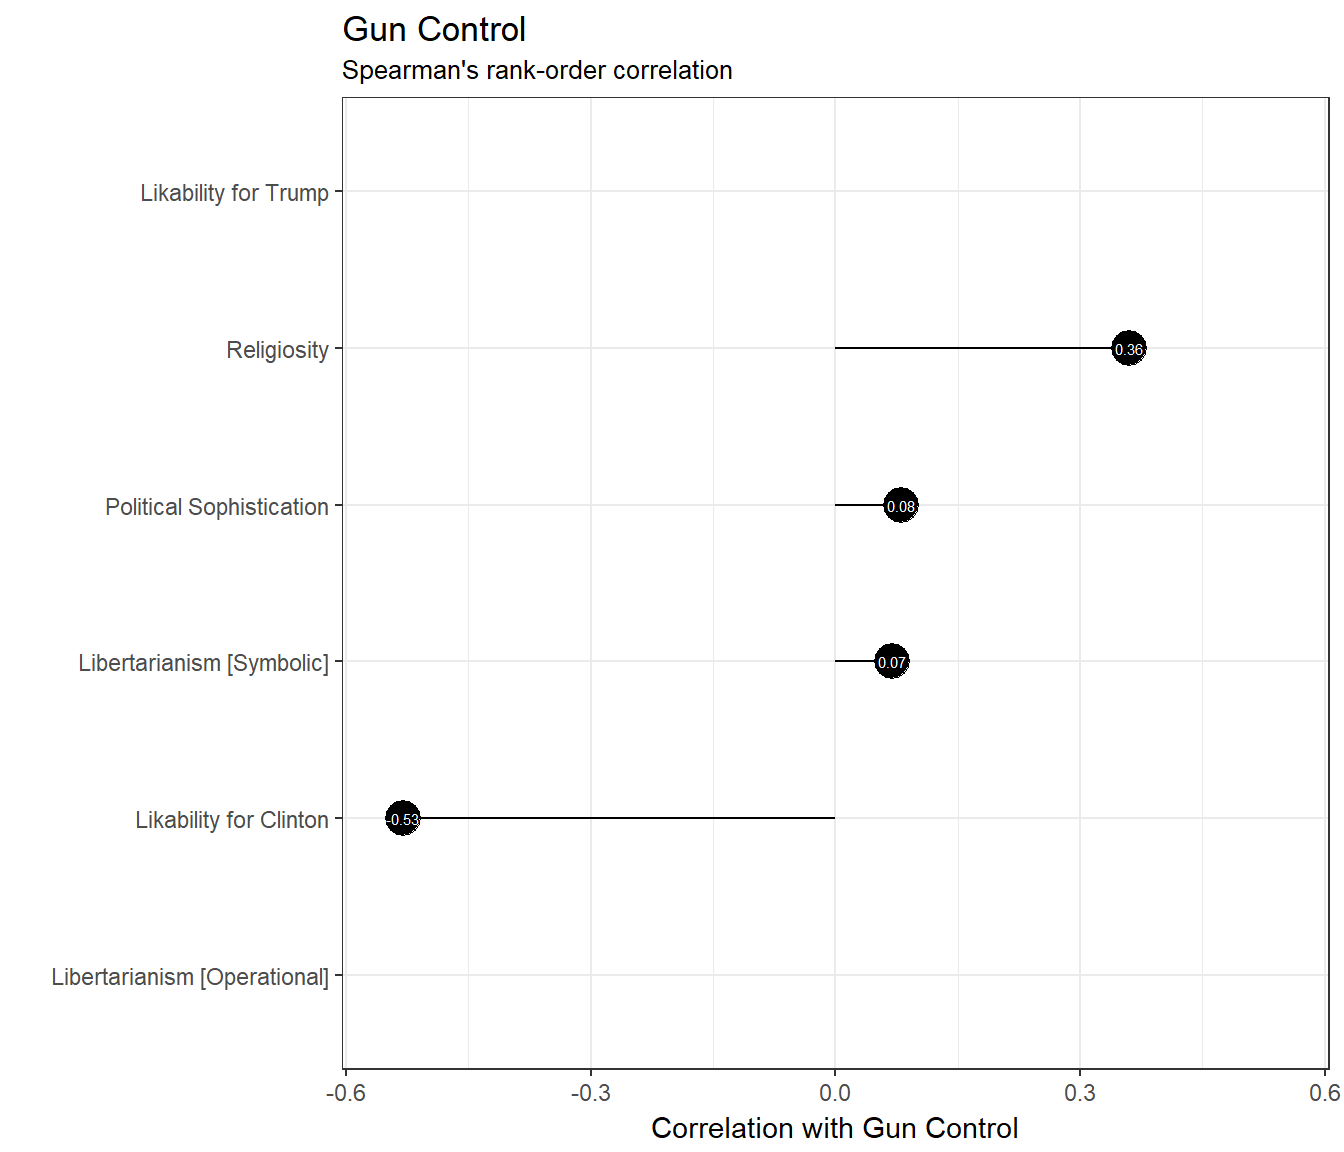 Gun Control
Spearman's rank-order correlation
Likability for Trump
Religiosity
0.36
Political Sophistication
0.08
Libertarianism [Symbolic]
0.07
Likability for Clinton
-0.53
Libertarianism [Operational]
-0.6
-0.3
0.0
0.3
0.6
Correlation with Gun Control